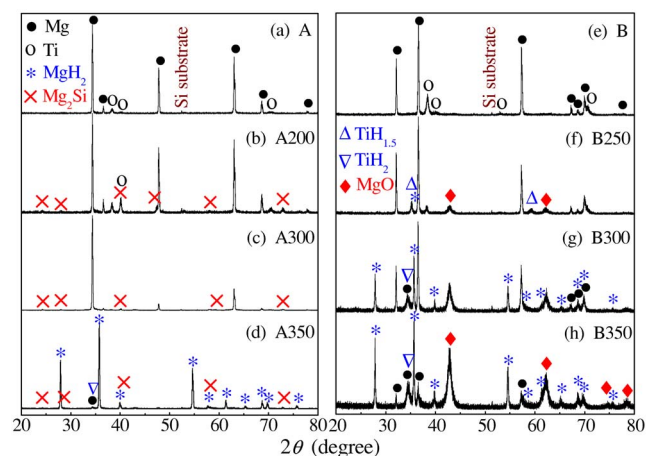 (a) A
Mg
Ti
MgH2
Mg2Si
Si substrate
(b) A200
Ti
(c) A300
(d) A350
20 30 40 50 60 70 80
(e) B
Si substrate
TiH1.5
TiH2
MgO
(f) B250
(g) B300
(h) B350
20 30 40 50 60 70 80
2θ (degree)